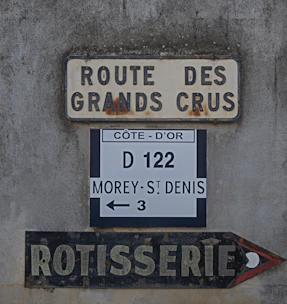 ROUTE DES
GRANDS CRUS
CÔTE - D'OR
D 122
MOREY-ST DENIS
← 3
ROTISSERIE